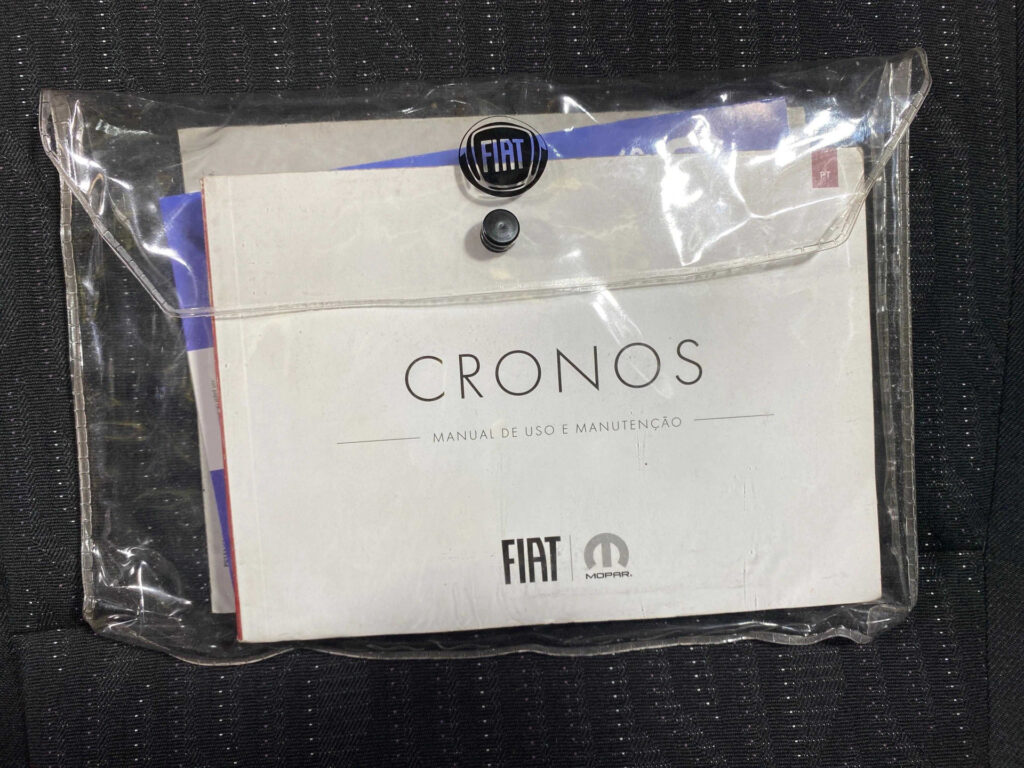 FIAT
PT
CRONOS
MANUAL DE USO E MANUTENÇÃO
FIAT
MOPAR®